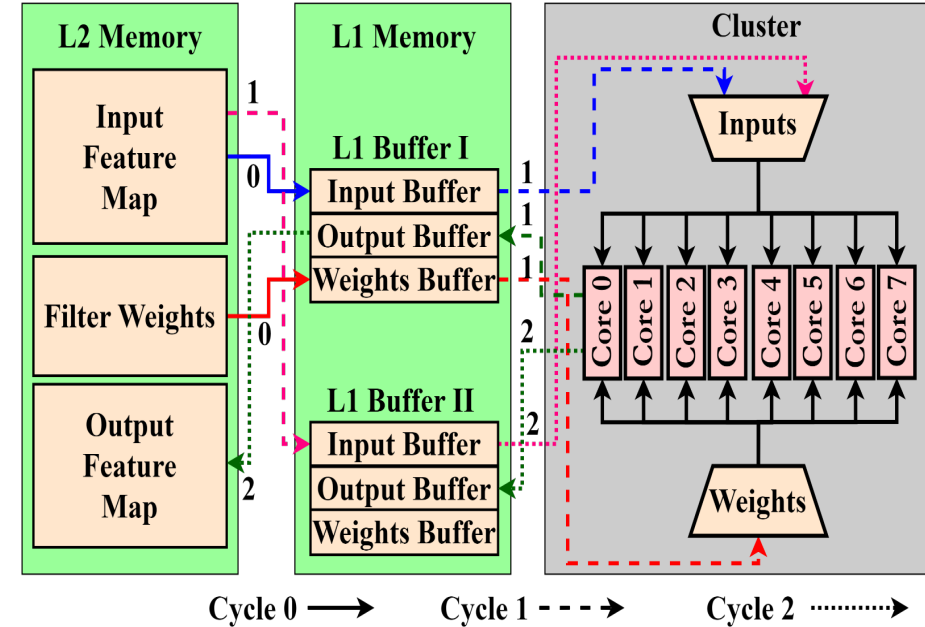 L2 Memory
Input
Feature
Map
Filter Weights
Output
Feature
Map
1
0
0
2
L1 Memory
L1 Buffer I
Input Buffer
Output Buffer
Weights Buffer
L1 Buffer II
Input Buffer
Output Buffer
Weights Buffer
1
1
1
2
2
Cluster
Inputs
Core 0
Core 1
Core 2
Core 3
Core 4
Core 5
Core 6
Core 7
Weights
Cycle 0
Cycle 1
Cycle 2